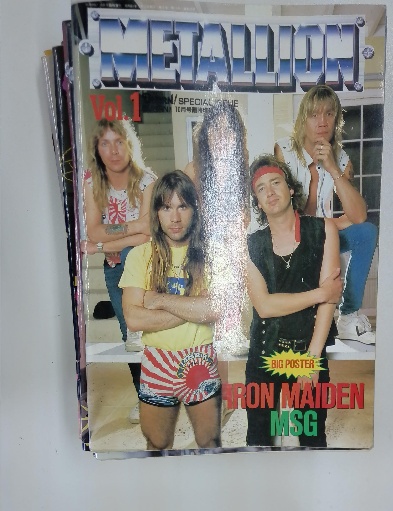 METALLION
Vol.1
SPECIAL ISSUE
BIG POSTER
IRON MAIDEN
MSG